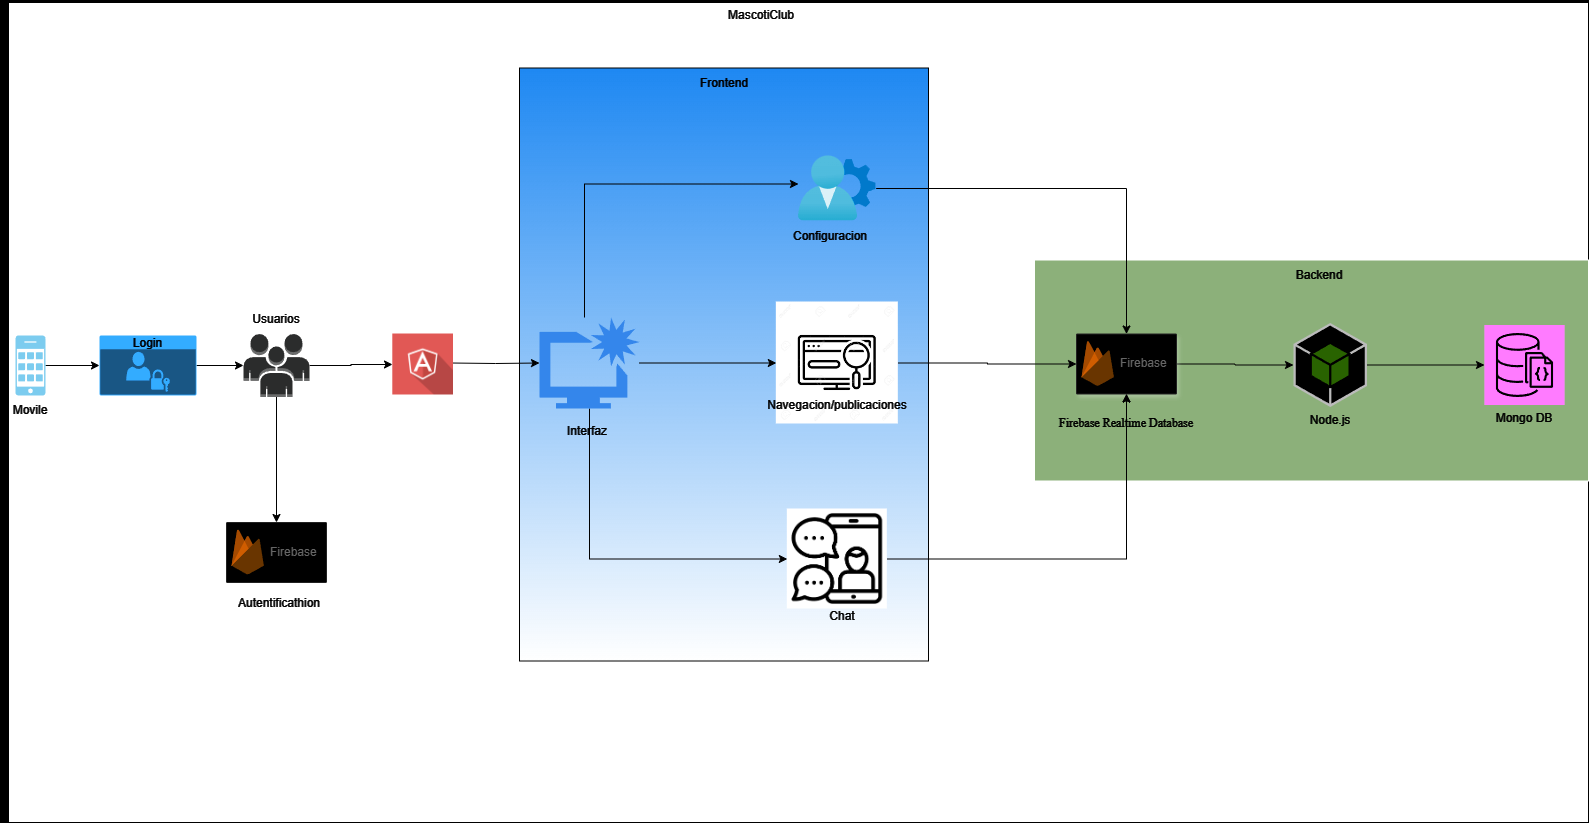 MascotiClub
Frontend
Configuracion
Backend
Usuarios
Login
A
Firebase
Movile
Navegacion/publicaciones
Interfaz
Firebase Realtime Database
Node.js
Mongo DB
Firebase
Autentificathion
Chat